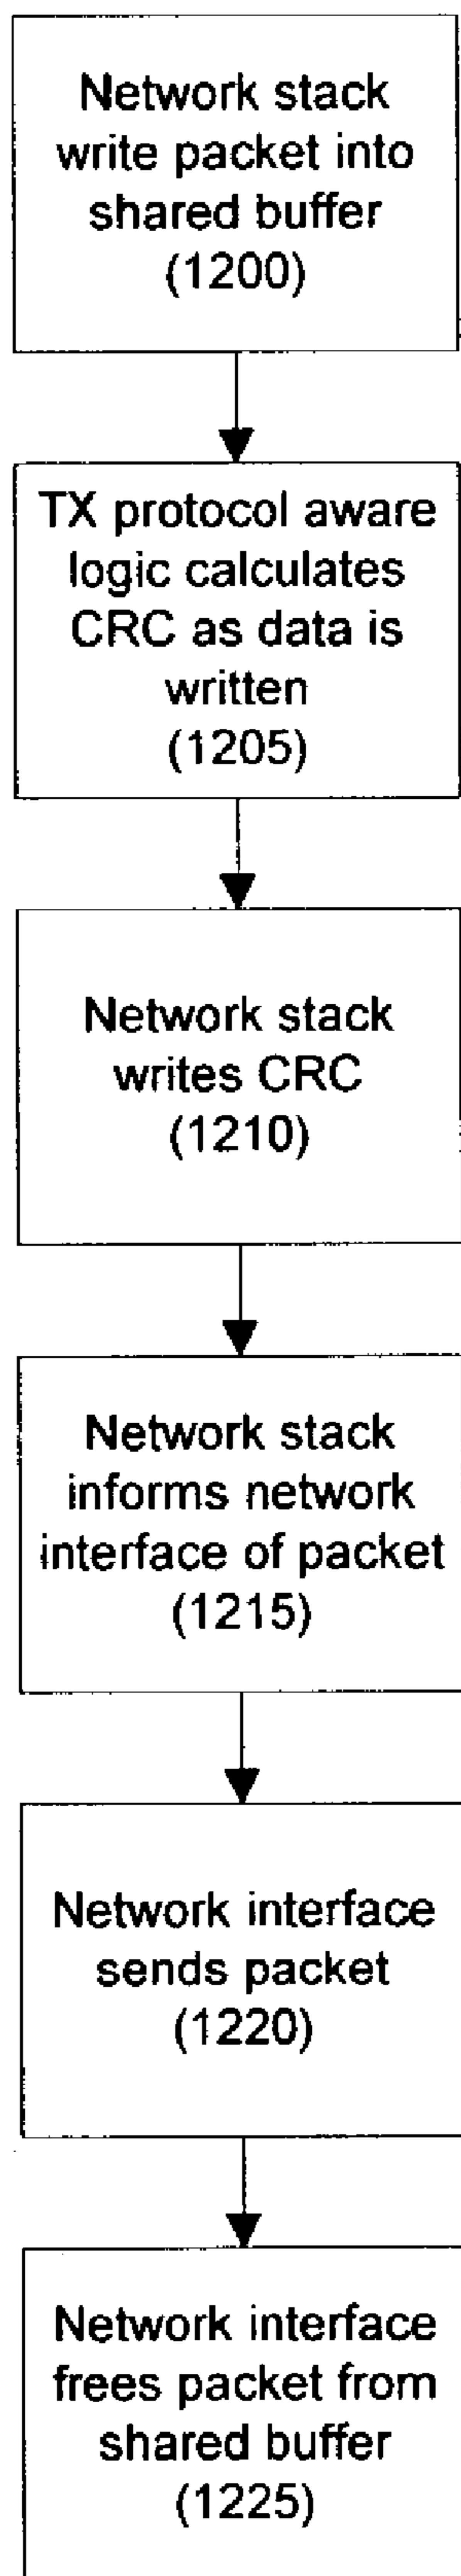 Network stack
write packet into
shared buffer
(1200)
TX protocol aware
logic calculates
CRC as data is
written
(1205)
Network stack
writes CRC
(1210)
Network stack
informs network
interface of packet
(1215)
Network interface
sends packet
(1220)
Network interface
frees packet from
shared buffer
(1225)